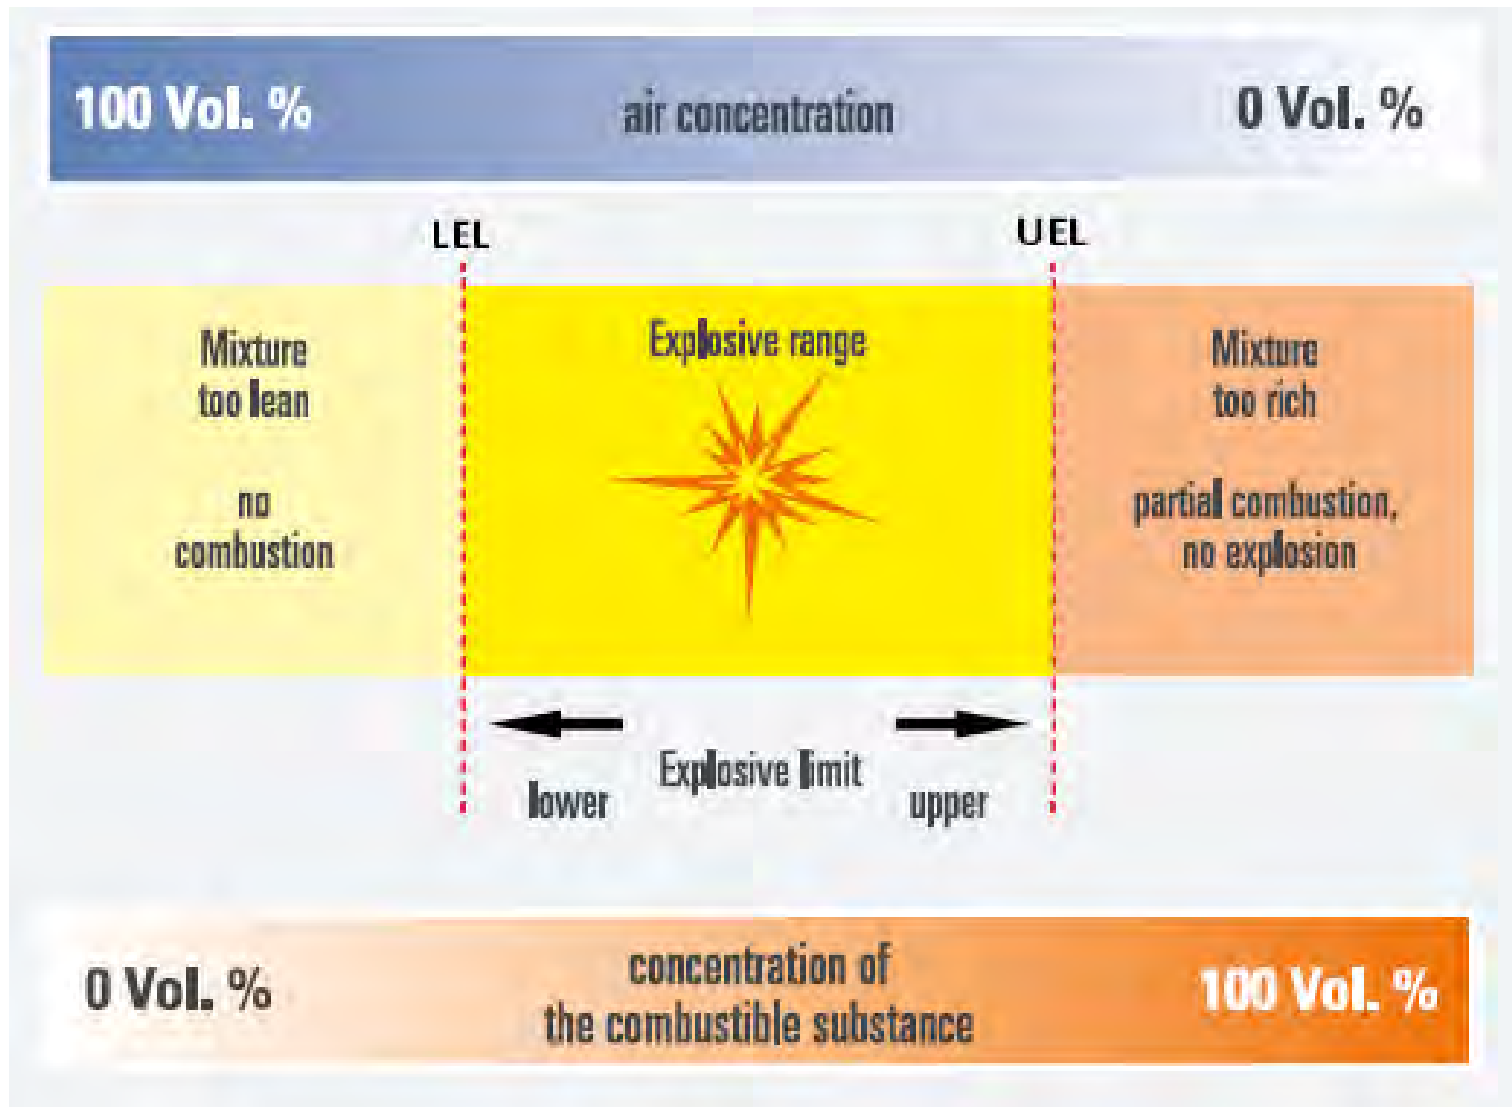 100 Vol. % air concentration 0 Vol. %
LEL UEL
Mixture
too lean
no
combustion
Explosive range
Mixture
too rich
partial combustion,
no explosion
Explosive limit
lower upper
0 Vol. %
concentration of
the combustible substance
100 Vol. %